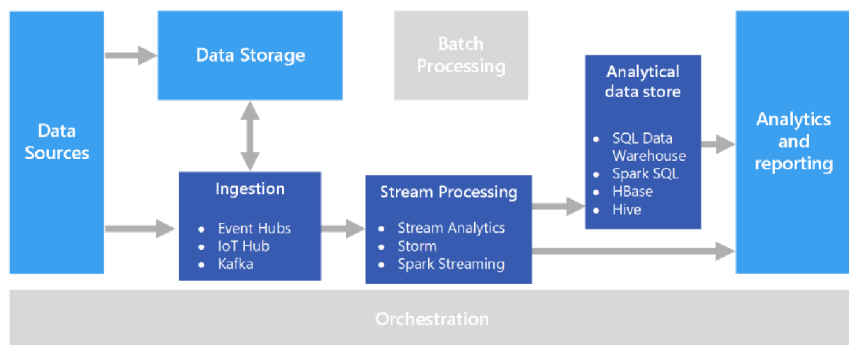 Data
Sources
Data Storage
Batch
Processing
Ingestion
• Event Hubs
• IoT Hub
• Kafka
Stream Processing
• Stream Analytics
• Storm
• Spark Streaming
Analytical
data store
• SQL Data
Warehouse
• Spark SQL
• HBase
• Hive
Analytics
and
reporting
Orchestration